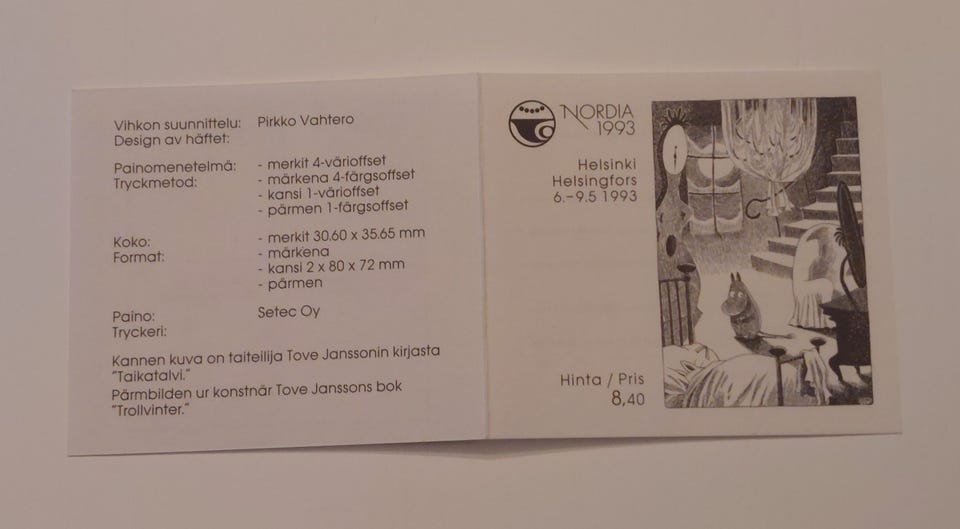 Vihkon suunnittelu: Pirkko Vahtero
Design av häftet:
Painomenetelmä: - merkit 4-värioffset
Tryckmetod: - märkena 4-färgsoffset
- kansi 1-värioffset
- pärmen 1-färgsoffset
Koko: - merkit 30.60 x 35.65 mm
Format: - märkena
- kansi 2 x 80 x 72 mm
- pärmen
Paino: Setec Oy
Tryckeri:
Kannen kuva on taiteilija Tove Janssonin kirjasta
"Taikatalvi."
Pärmbilden ur konstnär Tove Janssons bok
"Trollvinter."
NORDIA
1993
Helsinki
Helsingfors
6.-9.5 1993
Hinta / Pris
8,40